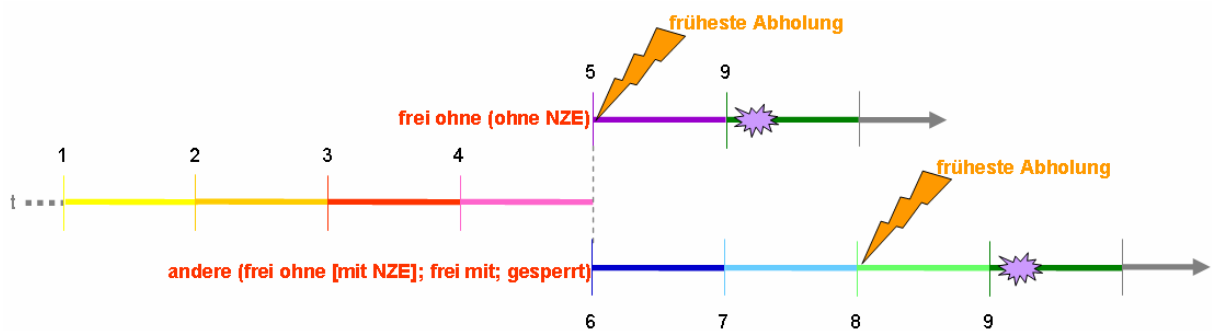 früheste Abholung
5
9
frei ohne (ohne NZE)
1
2
3
4
früheste Abholung
t
andere (frei ohne [mit NZE]; frei mit; gesperrt)
6
7
8
9